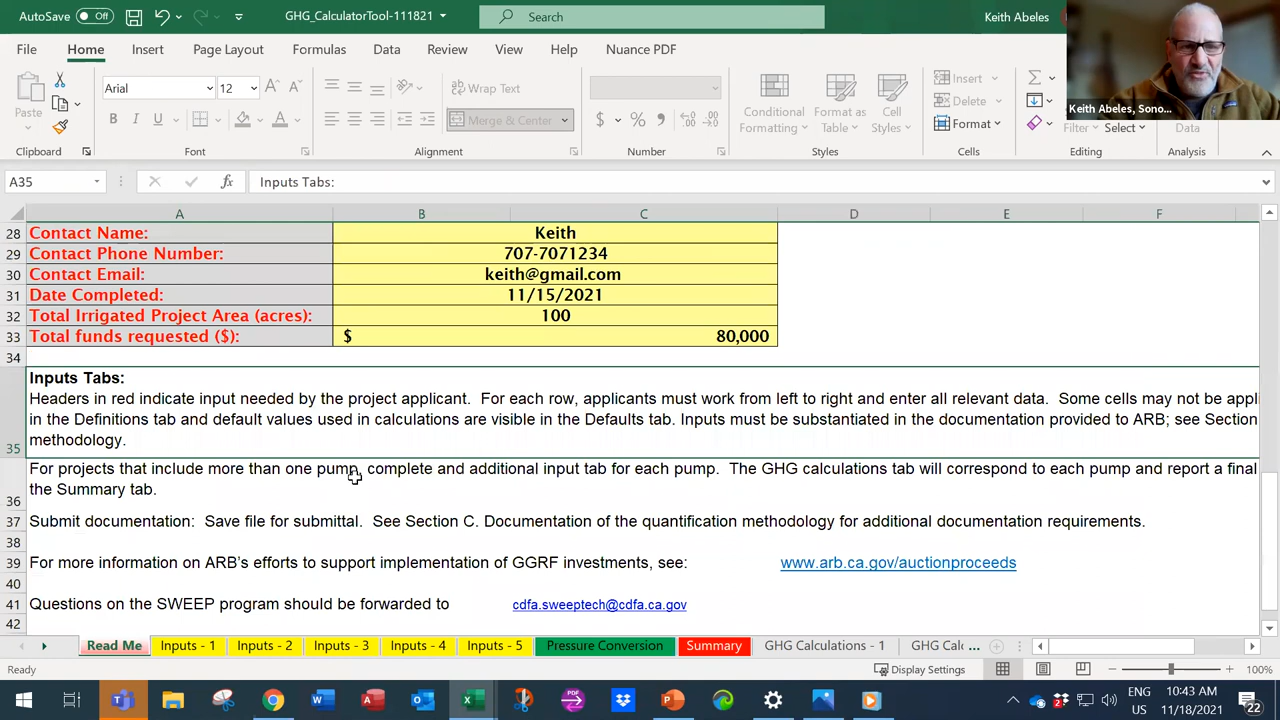 AutoSave Off GHG_CalculatorTool-111821 Search Keith Abeles
File Home Insert Page Layout Formulas Data Review View Help Nuance PDF
Keith Abeles, Sono...
Paste Arial 12 Wrap Text Merge & Center Conditional Formatting Format as Table Cell Styles Insert Delete Format Filter Select Data
Clipboard Font Alignment Number Styles Cells Editing Analysis
A35 fx Inputs Tabs:
A B C D E F
28 Contact Name: Keith
29 Contact Phone Number: 707-7071234
30 Contact Email: keith@gmail.com
31 Date Completed: 11/15/2021
32 Total Irrigated Project Area (acres): 100
33 Total funds requested ($): $ 80,000
34
Inputs Tabs:
Headers in red indicate input needed by the project applicant. For each row, applicants must work from left to right and enter all relevant data. Some cells may not be appl
in the Definitions tab and default values used in calculations are visible in the Defaults tab. Inputs must be substantiated in the documentation provided to ARB; see Section
35 methodology.
For projects that include more than one pump, complete and additional input tab for each pump. The GHG calculations tab will correspond to each pump and report a final
36 the Summary tab.
37 Submit documentation: Save file for submittal. See Section C. Documentation of the quantification methodology for additional documentation requirements.
38
39 For more information on ARB's efforts to support implementation of GGRF investments, see: www.arb.ca.gov/auctionproceeds
40
41 Questions on the SWEEP program should be forwarded to cdfa.sweeptech@cdfa.ca.gov
42
Read Me Inputs - 1 Inputs - 2 Inputs - 3 Inputs - 4 Inputs - 5 Pressure Conversion Summary GHG Calculations - 1 GHG Calc ...
Ready Display Settings 100%
ENG 10:43 AM
US 11/18/2021 22